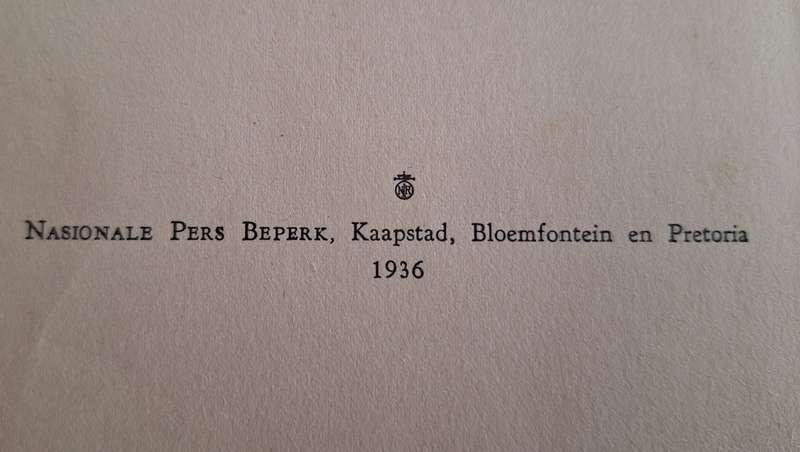 NASIONALE PERS BEPERK, Kaapstad, Bloemfontein en Pretoria
1936